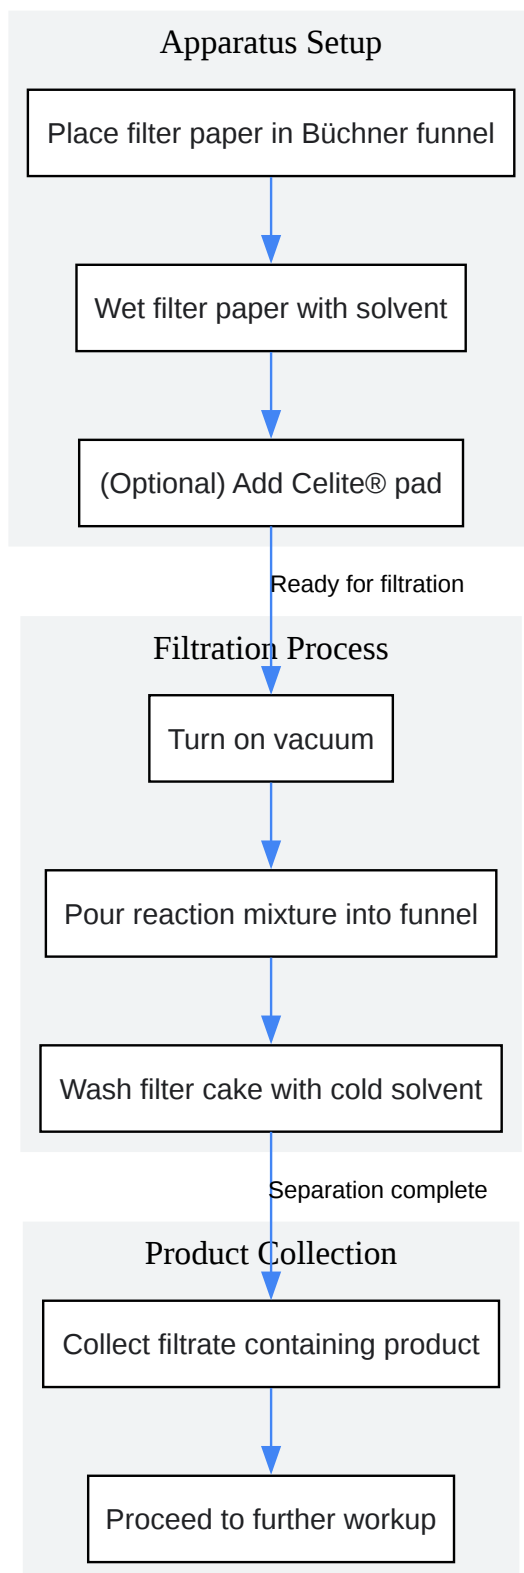 Apparatus Setup
Place filter paper in Büchner funnel
Wet filter paper with solvent
(Optional) Add Celite® pad
Ready for filtration
Filtration Process
Turn on vacuum
Pour reaction mixture into funnel
Wash filter cake with cold solvent
Separation complete
Product Collection
Collect filtrate containing product
Proceed to further workup